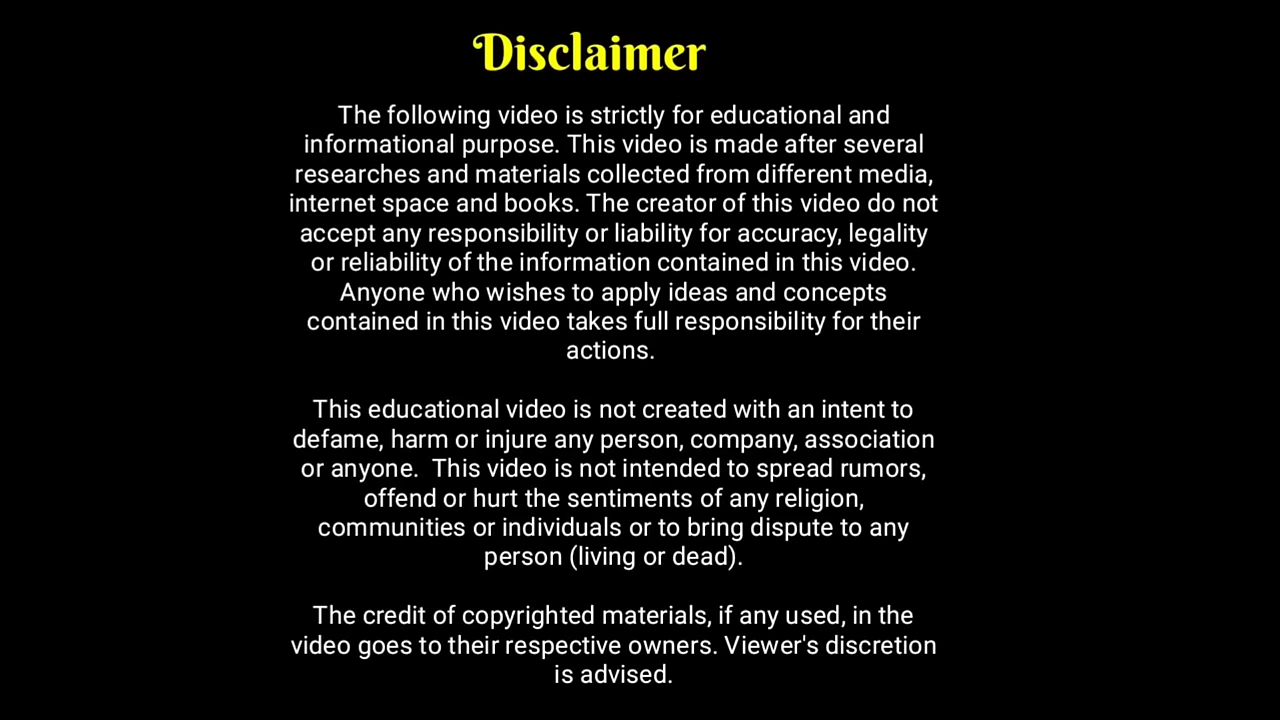 Disclaimer
The following video is strictly for educational and
informational purpose. This video is made after several
researches and materials collected from different media,
internet space and books. The creator of this video do not
accept any responsibility or liability for accuracy, legality
or reliability of the information contained in this video.
Anyone who wishes to apply ideas and concepts
contained in this video takes full responsibility for their
actions.
This educational video is not created with an intent to
defame, harm or injure any person, company, association
or anyone.  This video is not intended to spread rumors,
offend or hurt the sentiments of any religion,
communities or individuals or to bring dispute to any
person (living or dead).
The credit of copyrighted materials, if any used, in the
video goes to their respective owners. Viewer's discretion
is advised.